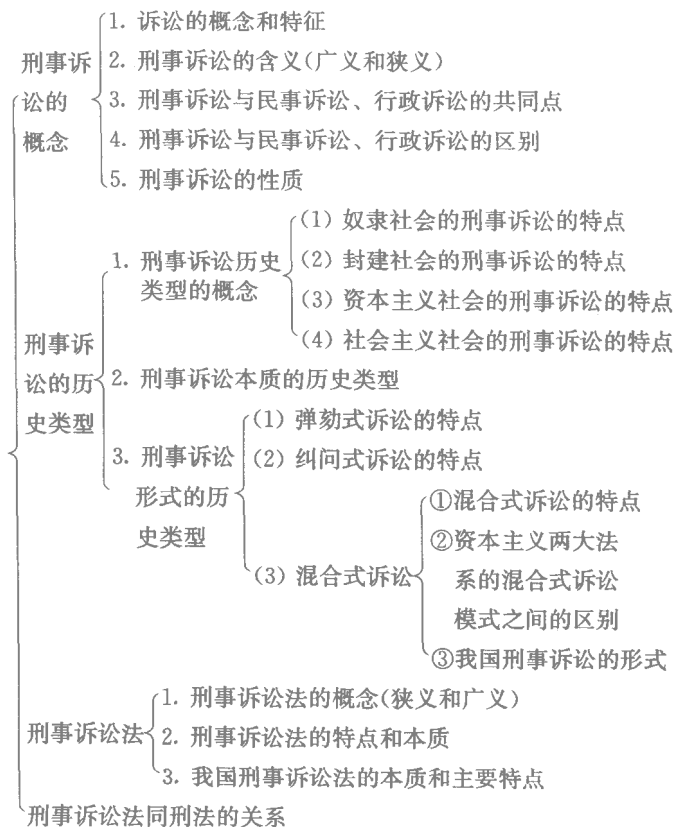 刑事诉
讼的
概念
1. 诉讼的概念和特征
2. 刑事诉讼的含义(广义和狭义)
3. 刑事诉讼与民事诉讼、行政诉讼的共同点
4. 刑事诉讼与民事诉讼、行政诉讼的区别
5. 刑事诉讼的性质
刑事诉
讼的历
史类型
1. 刑事诉讼历史
类型的概念
(1) 奴隶社会的刑事诉讼的特点
(2) 封建社会的刑事诉讼的特点
(3) 资本主义社会的刑事诉讼的特点
(4) 社会主义社会的刑事诉讼的特点
2. 刑事诉讼本质的历史类型
3. 刑事诉讼
形式的历
史类型
(1) 弹劾式诉讼的特点
(2) 纠问式诉讼的特点
(3) 混合式诉讼
①混合式诉讼的特点
②资本主义两大法
系的混合式诉讼
模式之间的区别
③我国刑事诉讼的形式
刑事诉讼法
1. 刑事诉讼法的概念(狭义和广义)
2. 刑事诉讼法的特点和本质
3. 我国刑事诉讼法的本质和主要特点
刑事诉讼法同刑法的关系